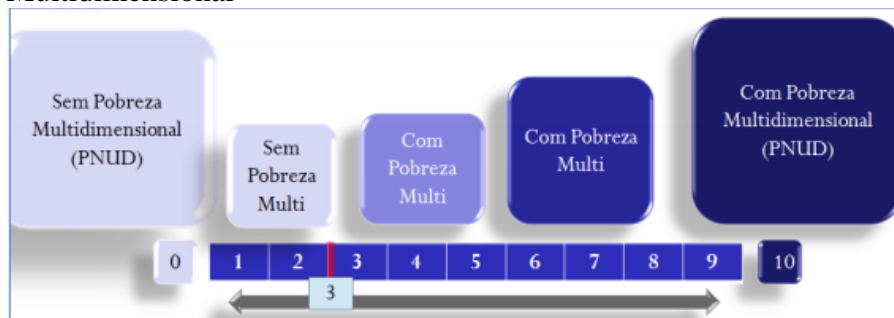 Multidimensional
Sem Pobreza
Multidimensional
(PNUD)
Sem
Pobreza
Multi
Com
Pobreza
Multi
Com Pobreza
Multi
Com Pobreza
Multidimensional
(PNUD)
0 1 2 3 4 5 6 7 8 9 10
3